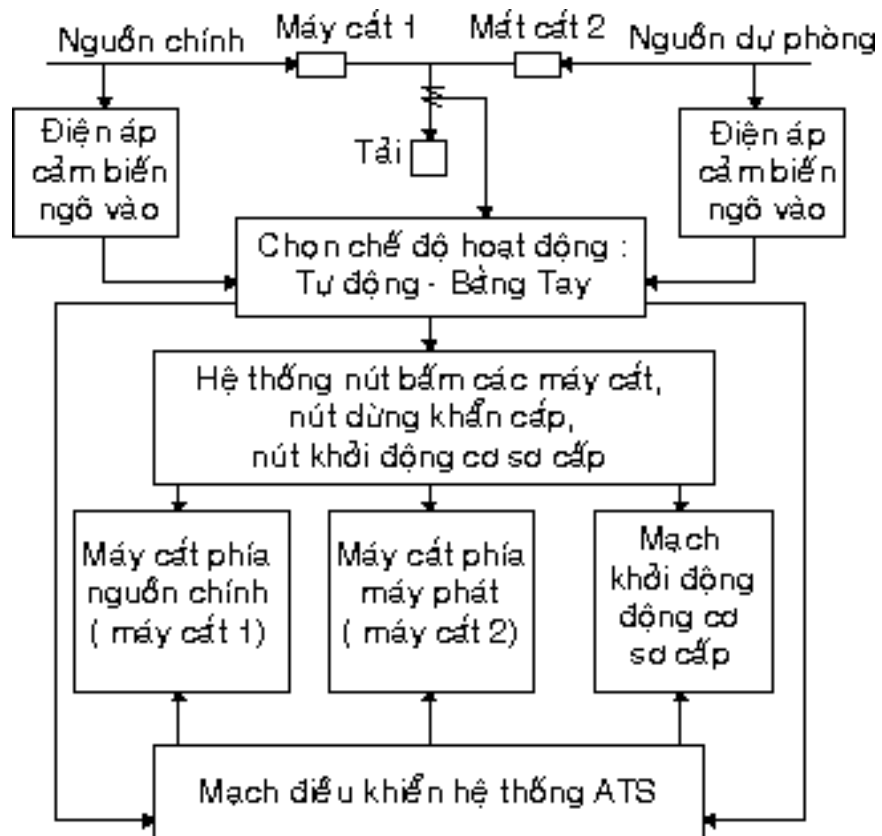 Nguồn chính
Máy cắt 1
Mất cắt 2
Nguồn dự phòng
Điện áp
cảm biến
ngõ vào
Tải
Điện áp
cảm biến
ngõ vào
Chọn chế độ hoạt động :
Tự động - Bằng Tay
Hệ thống nút bấm các máy cắt,
nút dừng khẩn cấp,
nút khởi động cơ sơ cấp
Máy cắt phía
nguồn chính
( máy cắt 1)
Máy cắt phía
máy phát
( máy cắt 2)
Mạch
khởi động
động cơ
sơ cấp
Mạch điều khiển hệ thống ATS